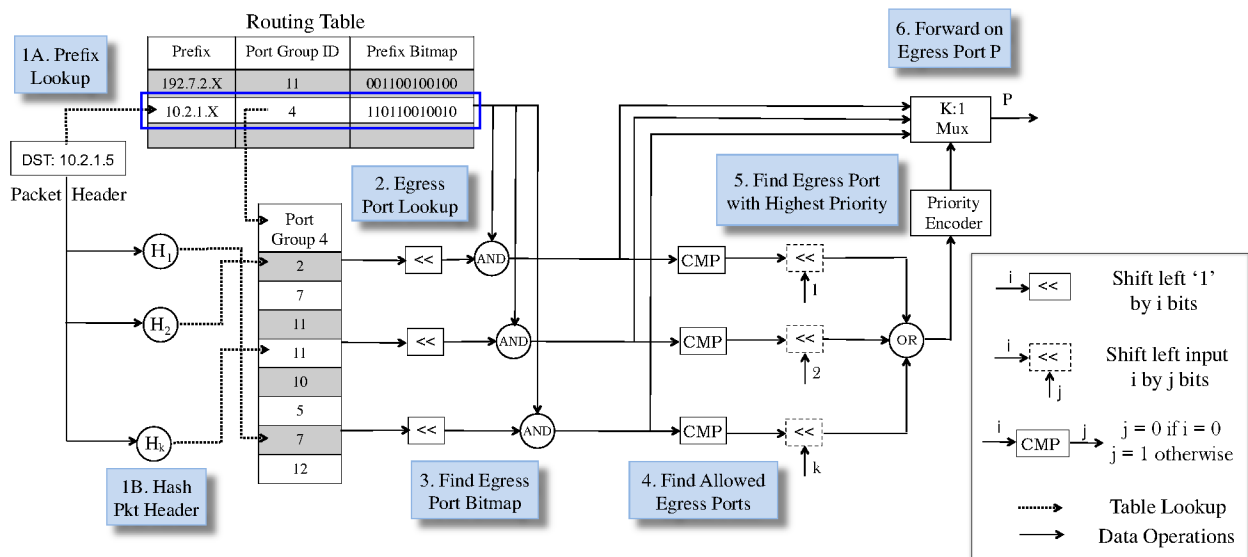 Routing Table
1A. Prefix
Lookup
Prefix
Port Group ID
Prefix Bitmap
192.7.2.X
11
001100100100
10.2.1.X
4
110110010010
6. Forward on
Egress Port P
K:1
Mux
P
DST: 10.2.1.5
Packet
Header
2. Egress
Port Lookup
5. Find Egress Port
with Highest Priority
Priority
Encoder
Port
Group 4
2
7
11
11
10
5
7
12
H1
H2
Hk
<<
<<
<<
AND
AND
AND
CMP
CMP
CMP
<<
1
<<
2
<<
k
OR
1B. Hash
Pkt Header
3. Find Egress
Port Bitmap
4. Find Allowed
Egress Ports
i
<<
Shift left ‘1’
by i bits
i
<<
j
Shift left input
i by j bits
i
CMP
j
j = 0 if i = 0
j = 1 otherwise
Table Lookup
Data Operations